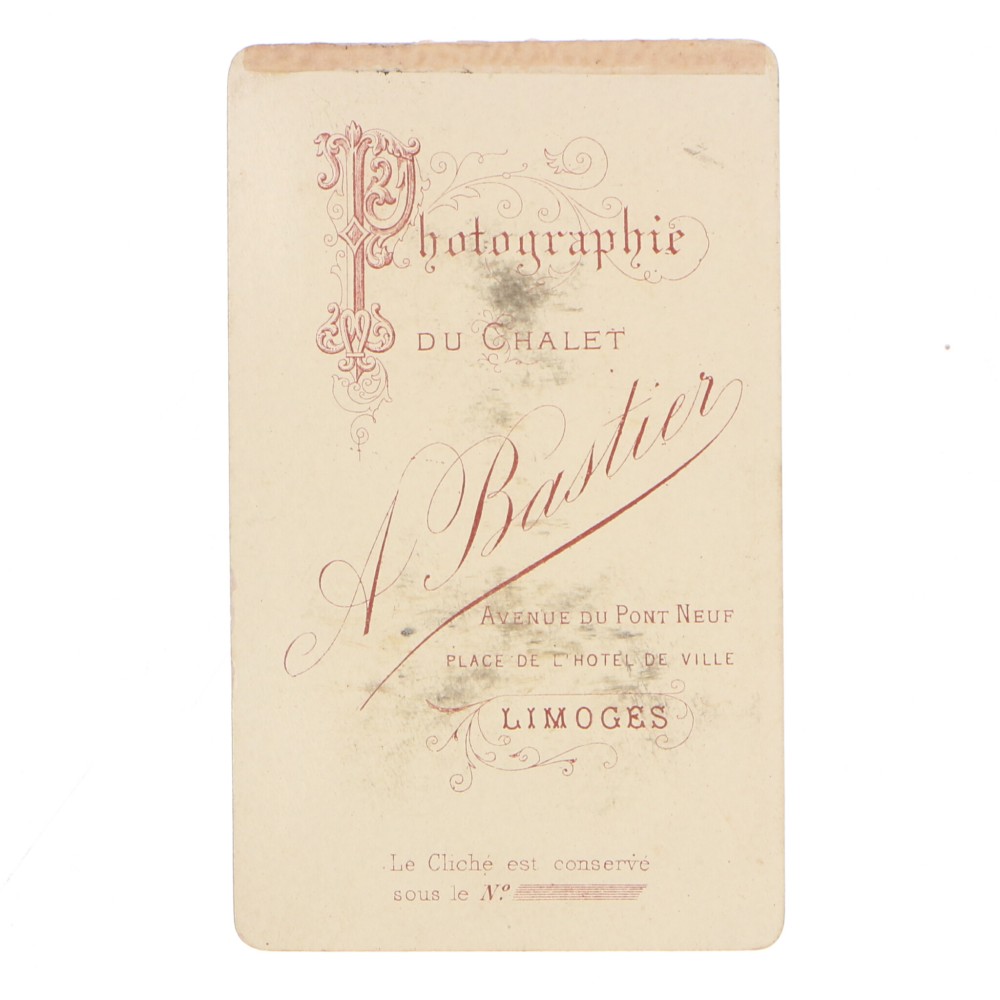 Photographie
DU CHALET
A Bastier
AVENUE DU PONT NEUF
PLACE DE L'HOTEL DE VILLE
LIMOGES
Le Cliché est conservé
sous le Nº